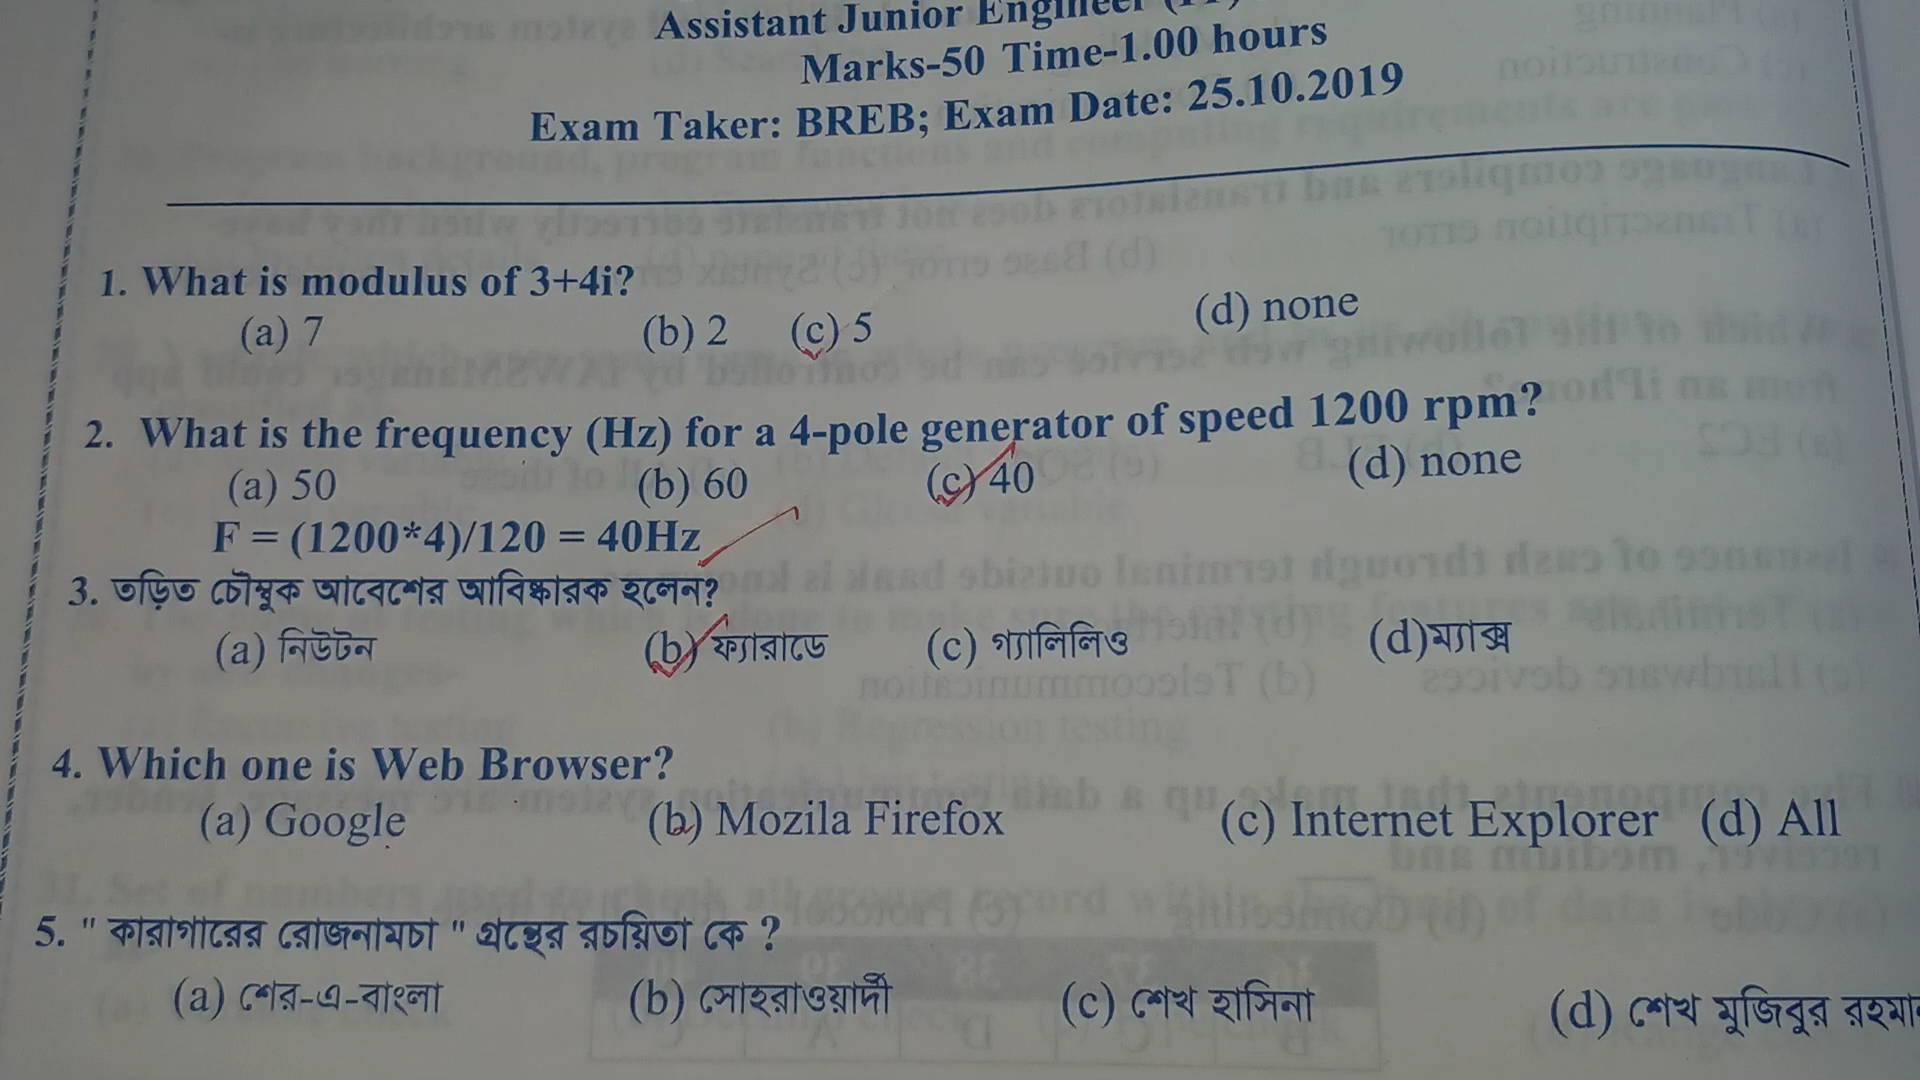 Assistant Junior Engineer
Marks-50 Time-1.00 hours
Exam Taker: BREB; Exam Date: 25.10.2019
1. What is modulus of 3+4i?
(a) 7 (b) 2 (c) 5 (d) none
2. What is the frequency (Hz) for a 4-pole generator of speed 1200 rpm?
(a) 50 (b) 60 (c) 40 (d) none
F = (1200*4)/120 = 40Hz
3. তড়িত চৌম্বুক আবেশের আবিষ্কারক হলেন?
(a) নিউটন (b) ফ্যারাডে (c) গ্যালিলিও (d)ম্যাক্স
4. Which one is Web Browser?
(a) Google (b) Mozila Firefox (c) Internet Explorer (d) All
5. " কারাগারের রোজনামচা " গ্রন্থের রচয়িতা কে ?
(a) শের-এ-বাংলা (b) সোহরাওয়ার্দী (c) শেখ হাসিনা (d) শেখ মুজিবুর